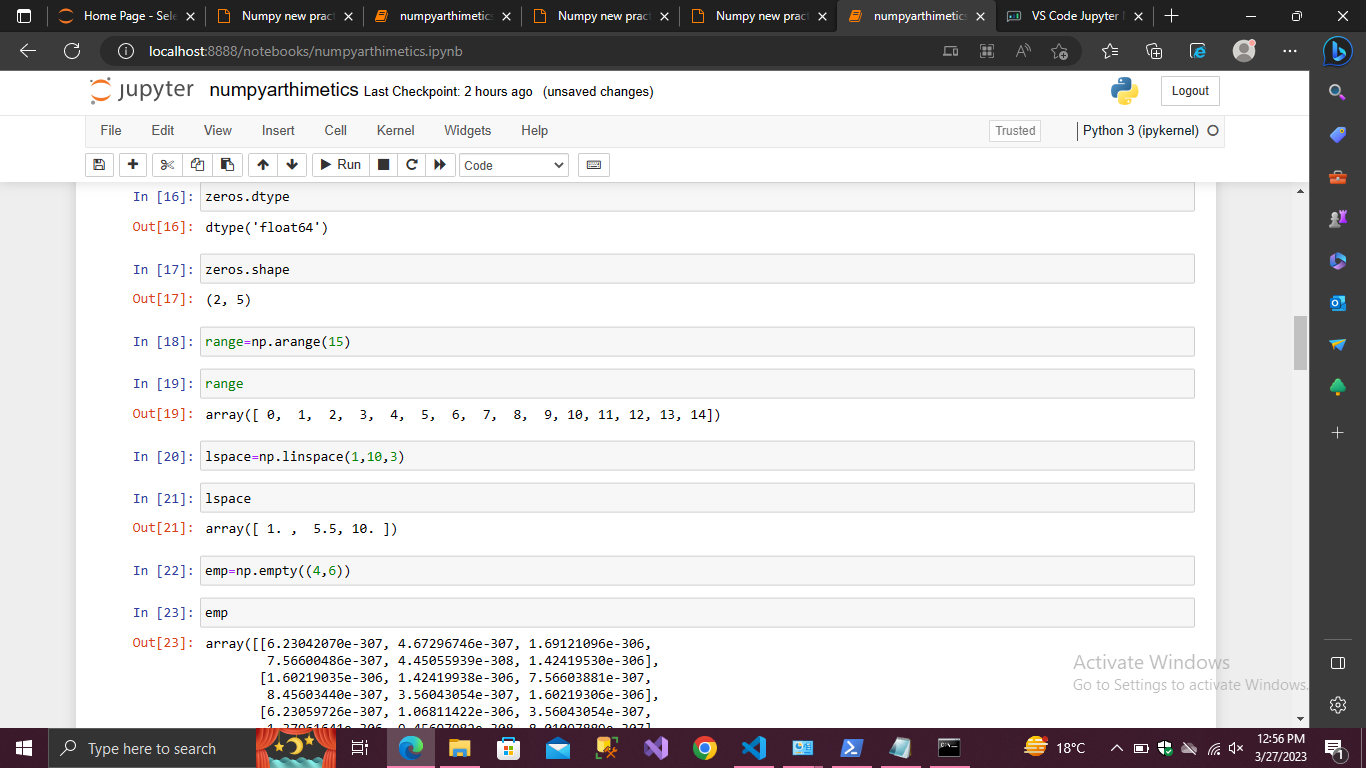 Home Page - Sele
Numpy new pract
numpyarthimetics
Numpy new pract
Numpy new pract
numpyarthimetics
VS Code Jupyter
localhost:8888/notebooks/numpyarthimetics.ipynb
jupyter numpyarthimetics Last Checkpoint: 2 hours ago (unsaved changes)
Logout
File Edit View Insert Cell Kernel Widgets Help
Trusted
Python 3 (ipykernel)
Run
Code
In [16]: zeros.dtype
Out[16]: dtype('float64')
In [17]: zeros.shape
Out[17]: (2, 5)
In [18]: range=np.arange(15)
In [19]: range
Out[19]: array([ 0, 1, 2, 3, 4, 5, 6, 7, 8, 9, 10, 11, 12, 13, 14])
In [20]: lspace=np.linspace(1,10,3)
In [21]: lspace
Out[21]: array([ 1. , 5.5, 10. ])
In [22]: emp=np.empty((4,6))
In [23]: emp
Out[23]: array([[6.23042070e-307, 4.67296746e-307, 1.69121096e-306,
7.56600486e-307, 4.45055939e-308, 1.42419530e-306],
[1.60219035e-306, 1.42419938e-306, 7.56603881e-307,
8.45603440e-307, 3.56043054e-307, 1.60219306e-306],
[6.23059726e-307, 1.06811422e-306, 3.56043054e-307,
Activate Windows
Go to Settings to activate Windows.
Type here to search
18°C
12:56 PM
3/27/2023
1